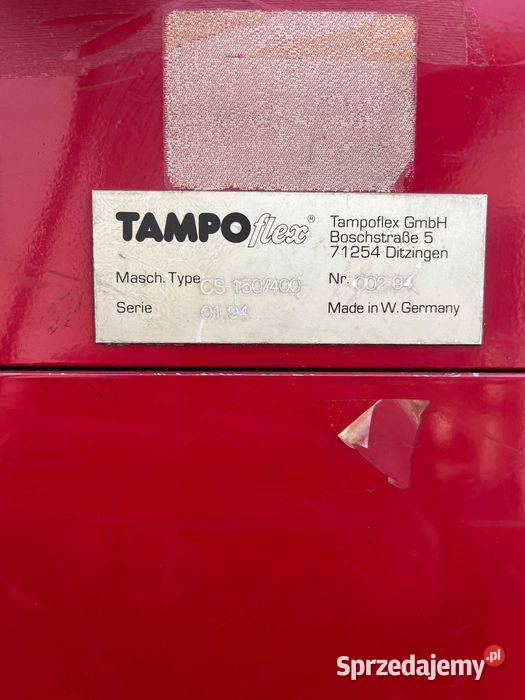 TAMPOflex®
Tampoflex GmbH
Boschstraße 5
71254 Ditzingen
Masch. Type CS 160/400
Nr. 002 94
Serie 01.94
Made in W. Germany
Sprzedajemy.pl